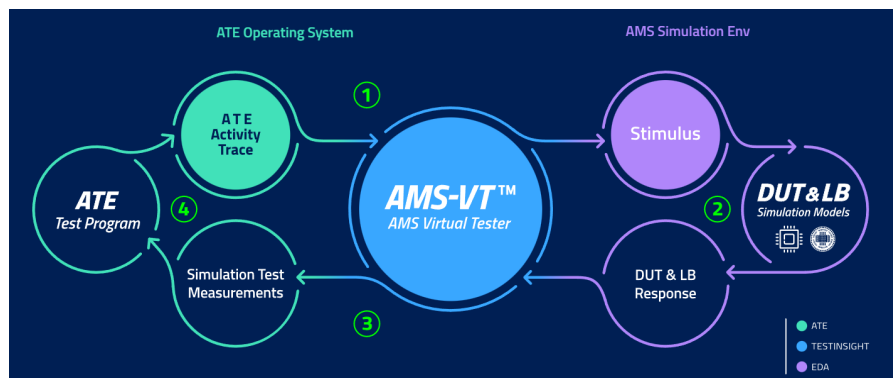 ATE Operating System
AMS Simulation Env
1
ATE
Activity
Trace
Stimulus
ATE
Test Program
4
AMS-VT™
AMS Virtual Tester
2
DUT & LB
Simulation Models
Simulation Test
Measurements
DUT & LB
Response
3
ATE
TESTINSIGHT
EDA